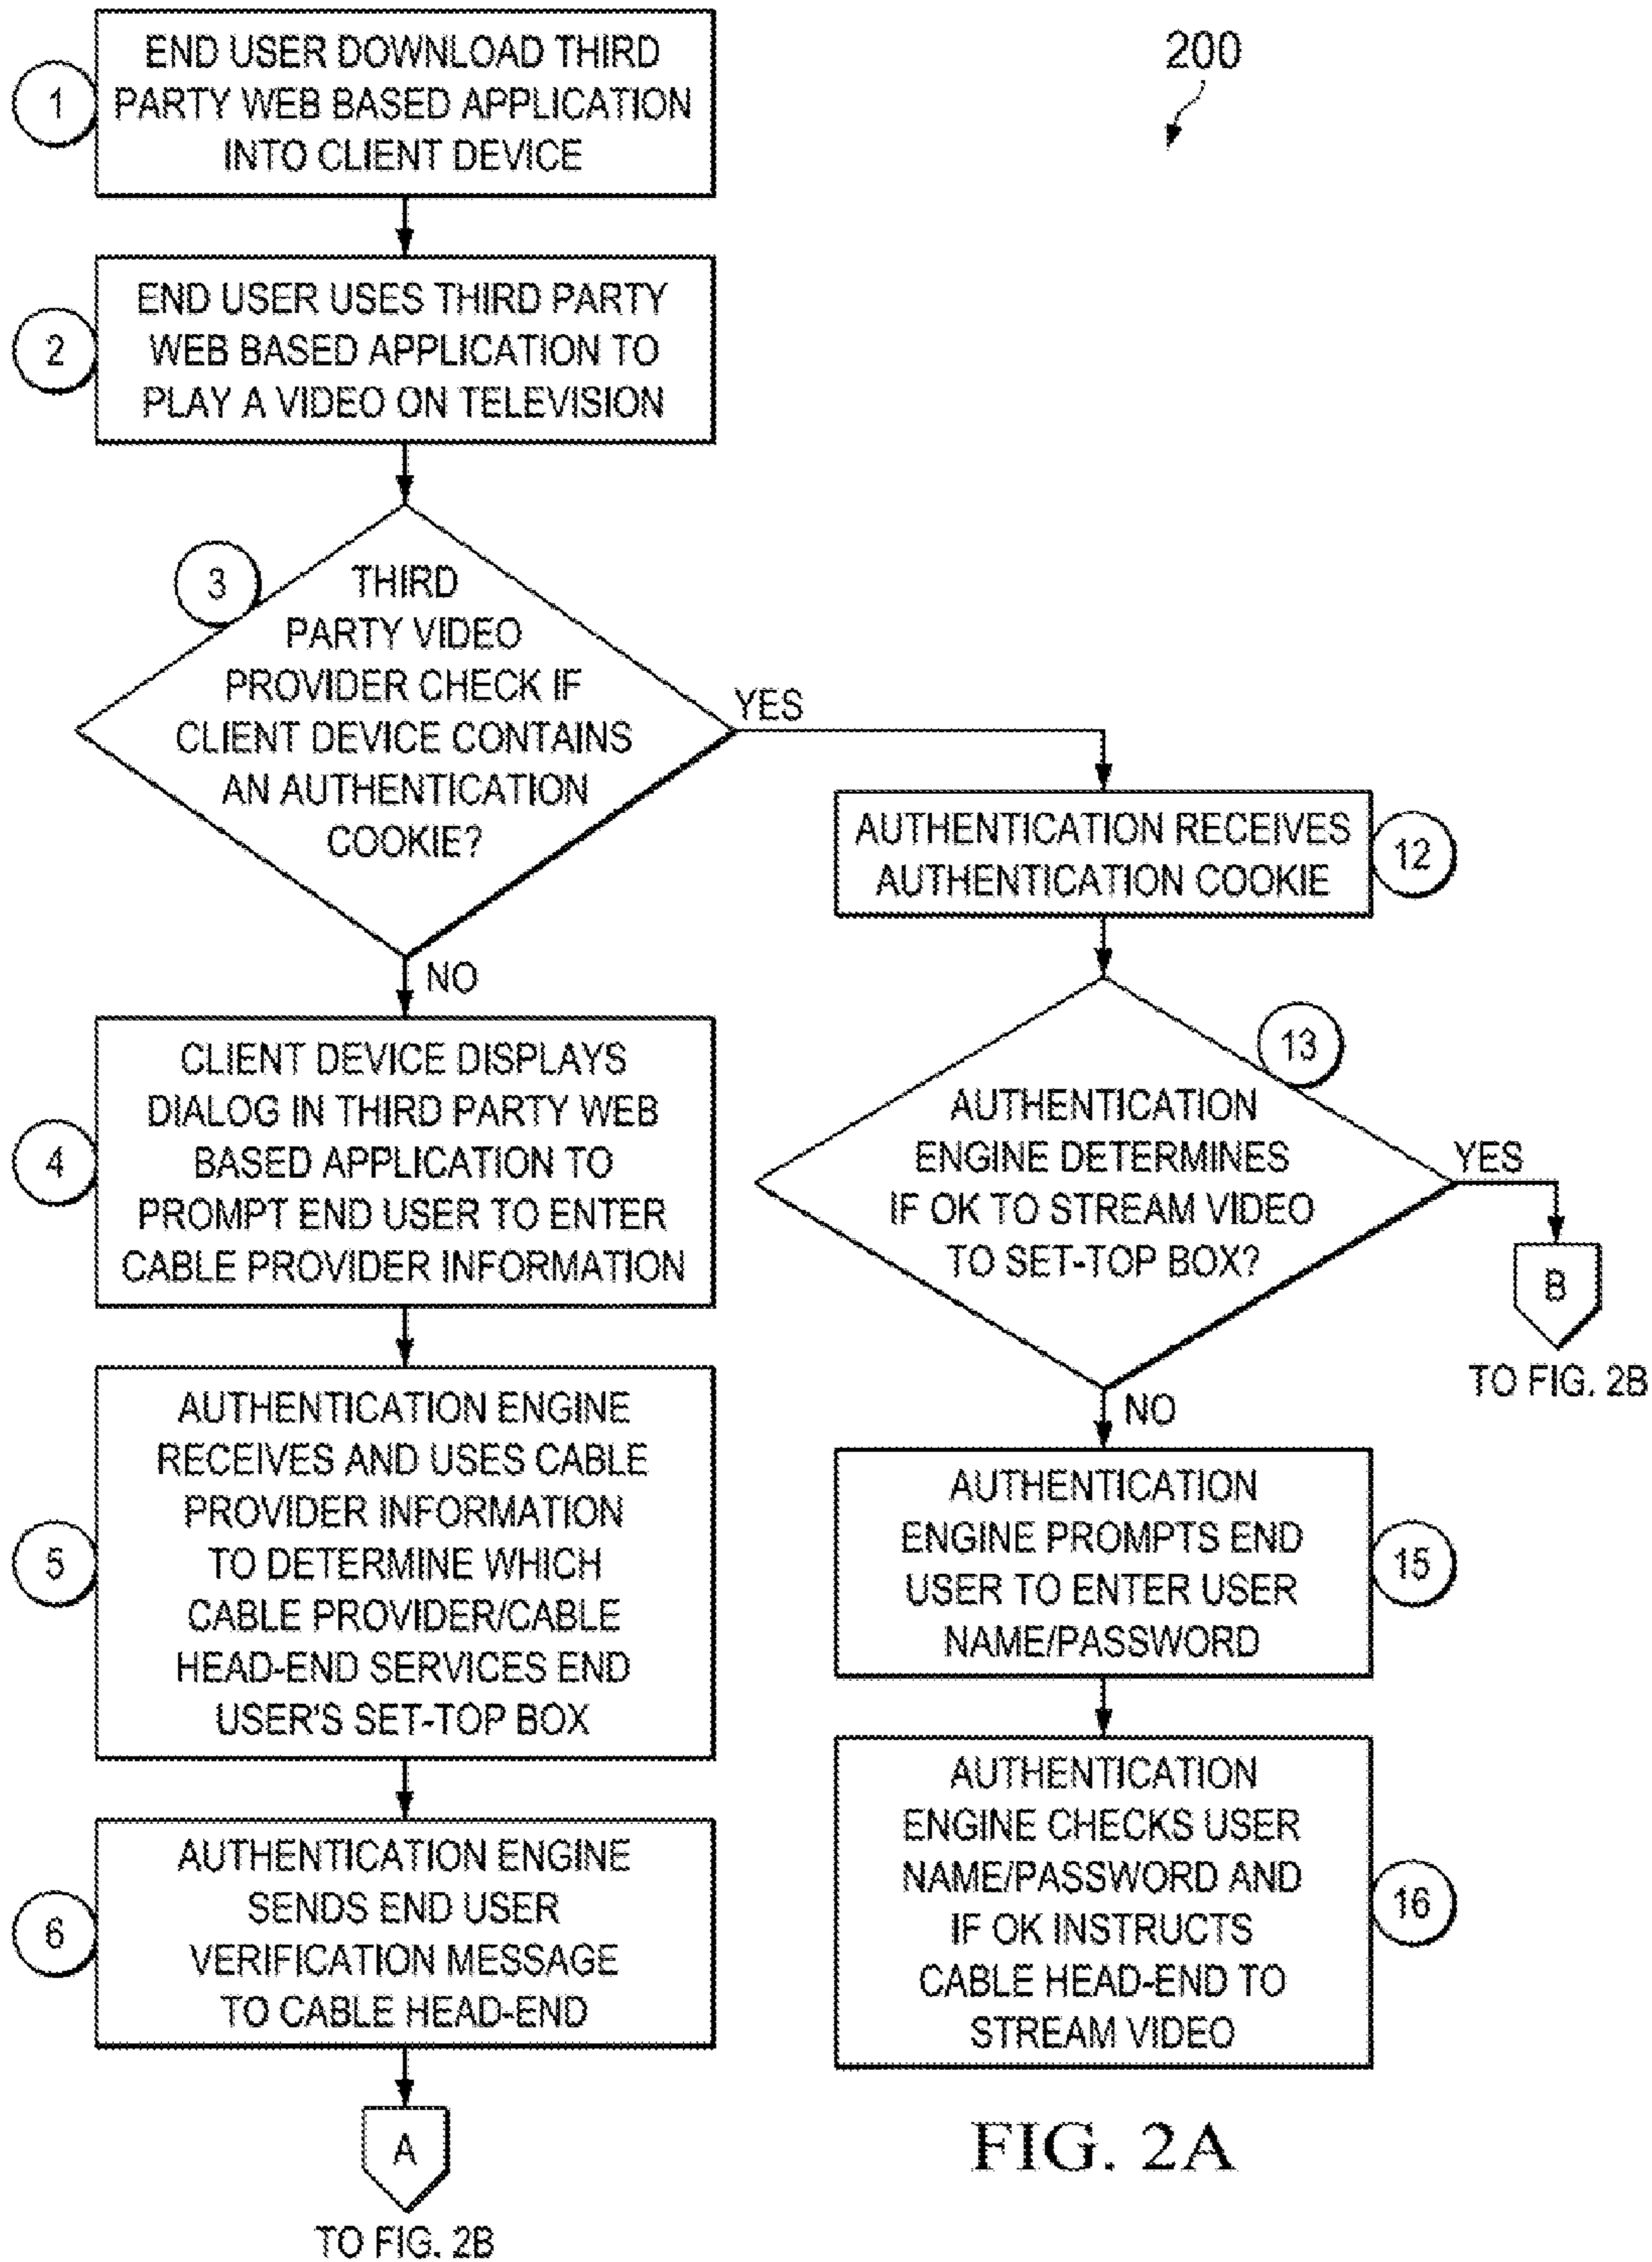 200
1
END USER DOWNLOAD THIRD
PARTY WEB BASED APPLICATION
INTO CLIENT DEVICE
2
END USER USES THIRD PARTY
WEB BASED APPLICATION TO
PLAY A VIDEO ON TELEVISION
3
THIRD
PARTY VIDEO
PROVIDER CHECK IF
CLIENT DEVICE CONTAINS
AN AUTHENTICATION
COOKIE?
YES
NO
4
CLIENT DEVICE DISPLAYS
DIALOG IN THIRD PARTY WEB
BASED APPLICATION TO
PROMPT END USER TO ENTER
CABLE PROVIDER INFORMATION
5
AUTHENTICATION ENGINE
RECEIVES AND USES CABLE
PROVIDER INFORMATION
TO DETERMINE WHICH
CABLE PROVIDER/CABLE
HEAD-END SERVICES END
USER'S SET-TOP BOX
6
AUTHENTICATION ENGINE
SENDS END USER
VERIFICATION MESSAGE
TO CABLE HEAD-END
A
TO FIG. 2B
AUTHENTICATION RECEIVES
AUTHENTICATION COOKIE
12
13
AUTHENTICATION
ENGINE DETERMINES
IF OK TO STREAM VIDEO
TO SET-TOP BOX?
YES
B
TO FIG. 2B
NO
AUTHENTICATION
ENGINE PROMPTS END
USER TO ENTER USER
NAME/PASSWORD
15
AUTHENTICATION
ENGINE CHECKS USER
NAME/PASSWORD AND
IF OK INSTRUCTS
CABLE HEAD-END TO
STREAM VIDEO
16
FIG. 2A